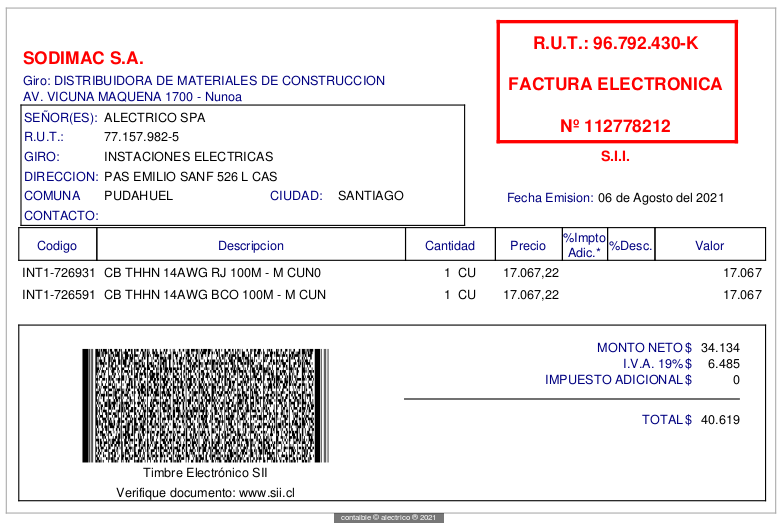 SODIMAC S.A.
Giro: DISTRIBUIDORA DE MATERIALES DE CONSTRUCCION
AV. VICUNA MAQUENA 1700 - Nunoa
R.U.T.: 96.792.430-K
FACTURA ELECTRONICA
Nº 112778212
S.I.I.
SEÑOR(ES): ALECTRICO SPA
R.U.T.: 77.157.982-5
GIRO: INSTACIONES ELECTRICAS
DIRECCION: PAS EMILIO SANF 526 L CAS
COMUNA PUDAHUEL CIUDAD: SANTIAGO
CONTACTO:
Fecha Emision: 06 de Agosto del 2021
Codigo Descripcion Cantidad Precio %Impto Adic.* %Desc. Valor
INT1-726931 CB THHN 14AWG RJ 100M - M CUN0 1 CU 17.067,22 17.067
INT1-726591 CB THHN 14AWG BCO 100M - M CUN 1 CU 17.067,22 17.067
MONTO NETO $ 34.134
I.V.A. 19% $ 6.485
IMPUESTO ADICIONAL $ 0
TOTAL $ 40.619
Timbre Electrónico SII
Verifique documento: www.sii.cl
contaible © alectrico ® 2021